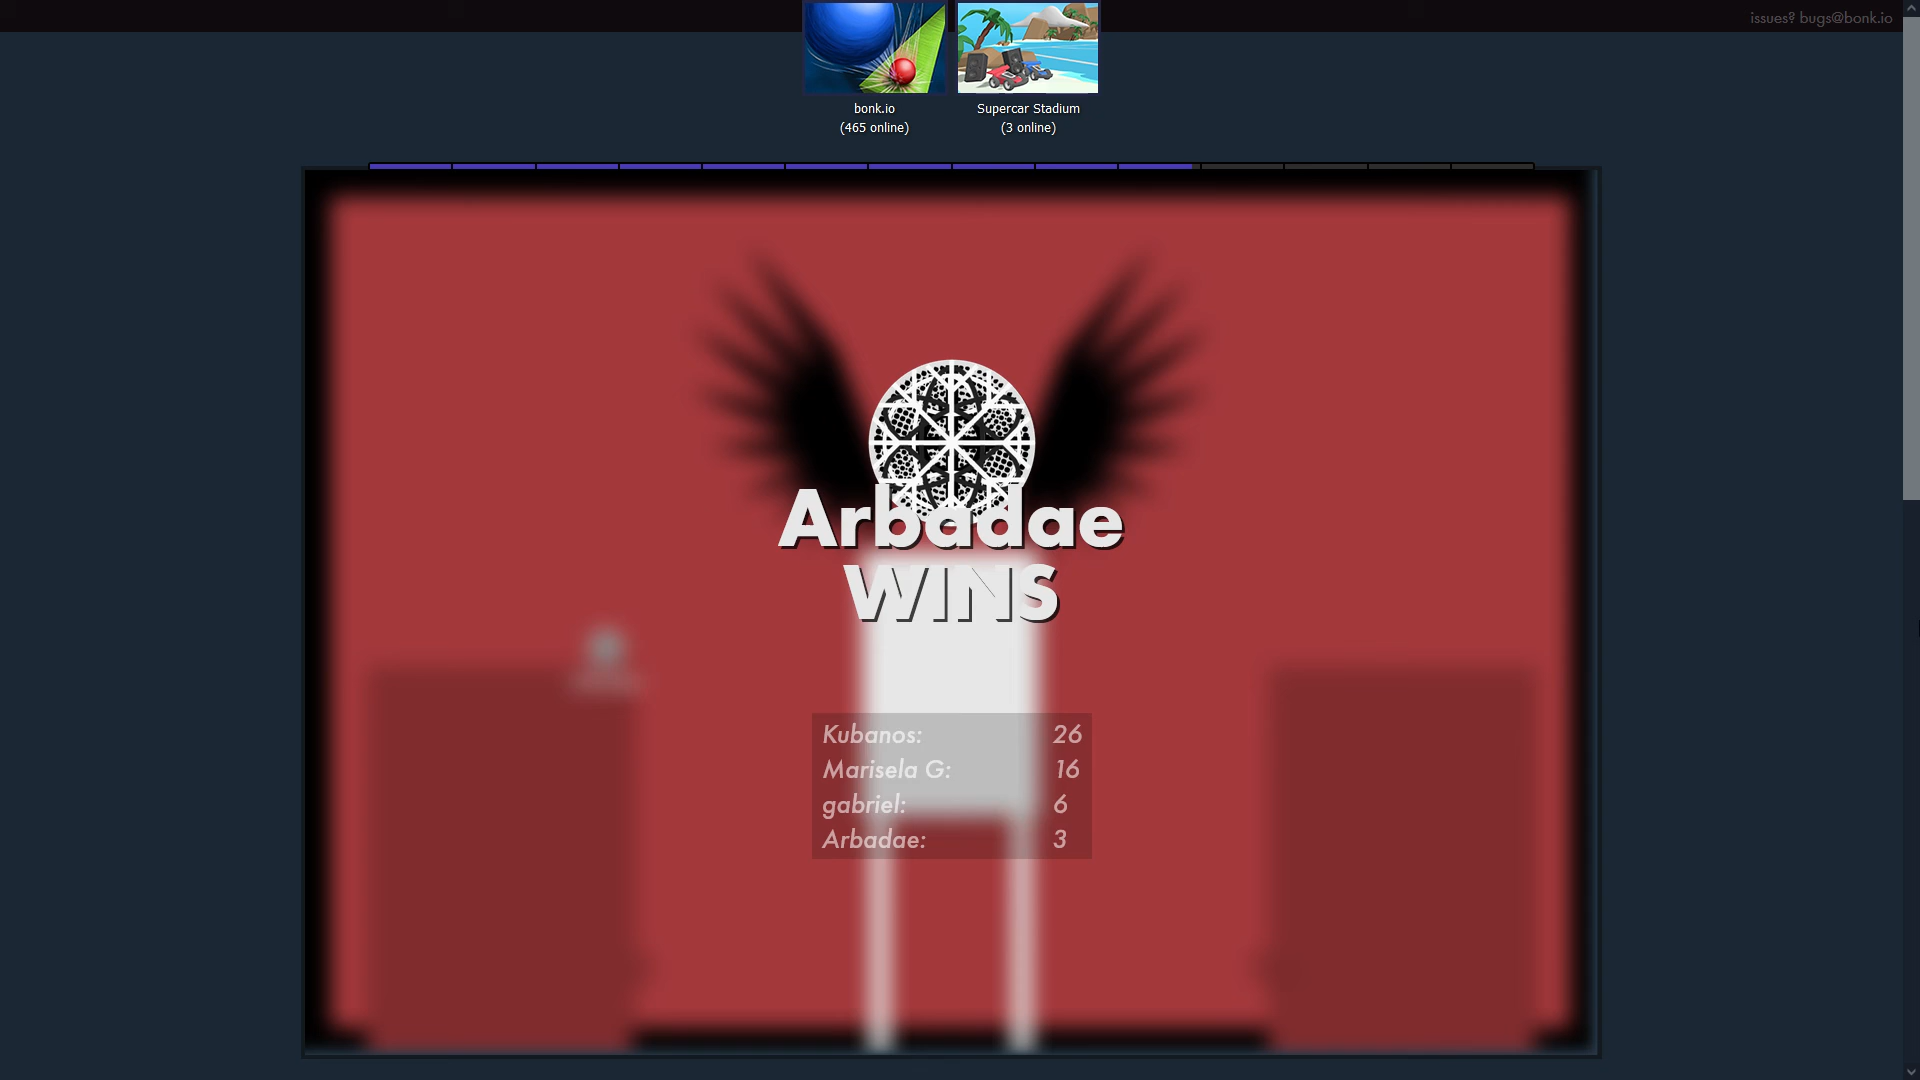 issues? bugs@bonk.io
bonk.io
(465 online)
Supercar Stadium
(3 online)
Arbadae
WINS
Kubanos: 26
Marisela G: 16
gabriel: 6
Arbadae: 3